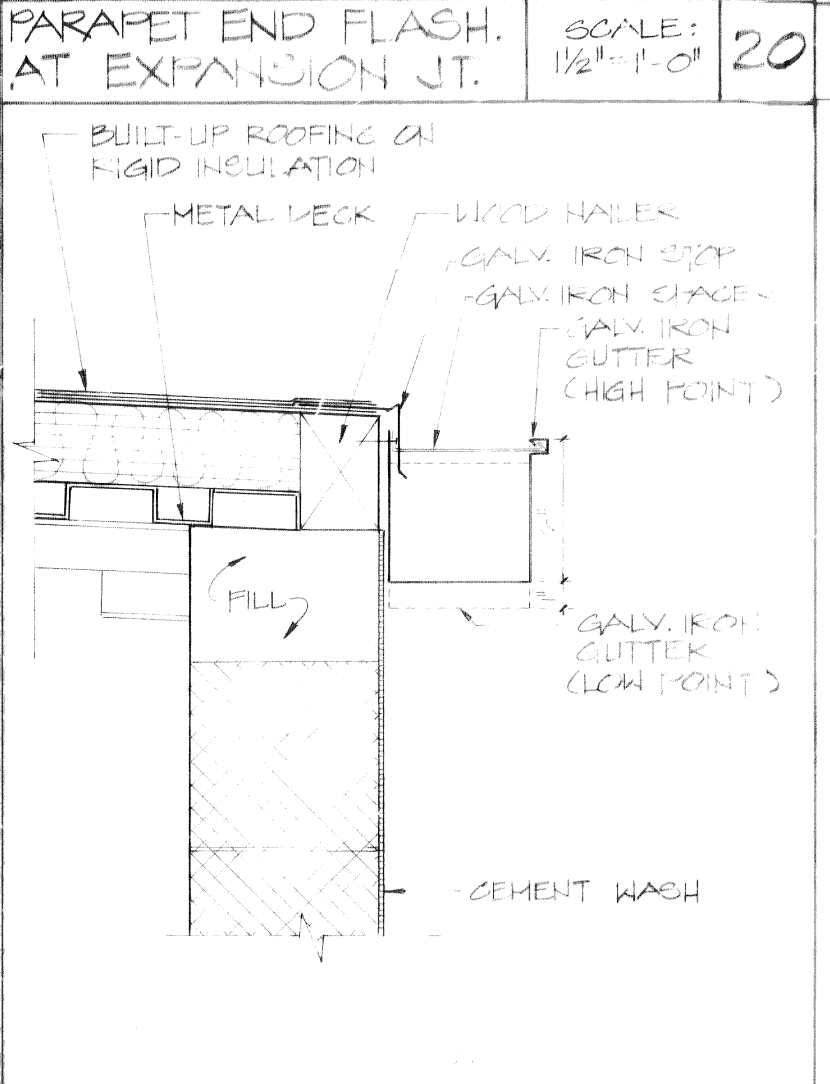 PARAPET END FLASH.
AT EXPANSION JT.
SCALE:
1½"=1'-0"
20
BUILT-UP ROOFING ON
RIGID INSULATION
METAL DECK
WOOD NAILER
GALV. IRON STOP
GALV. IRON SPACER
GALV. IRON
GUTTER
(HIGH POINT)
FILL
GALV. IRON
GUTTER
(LOW POINT)
CEMENT WASH